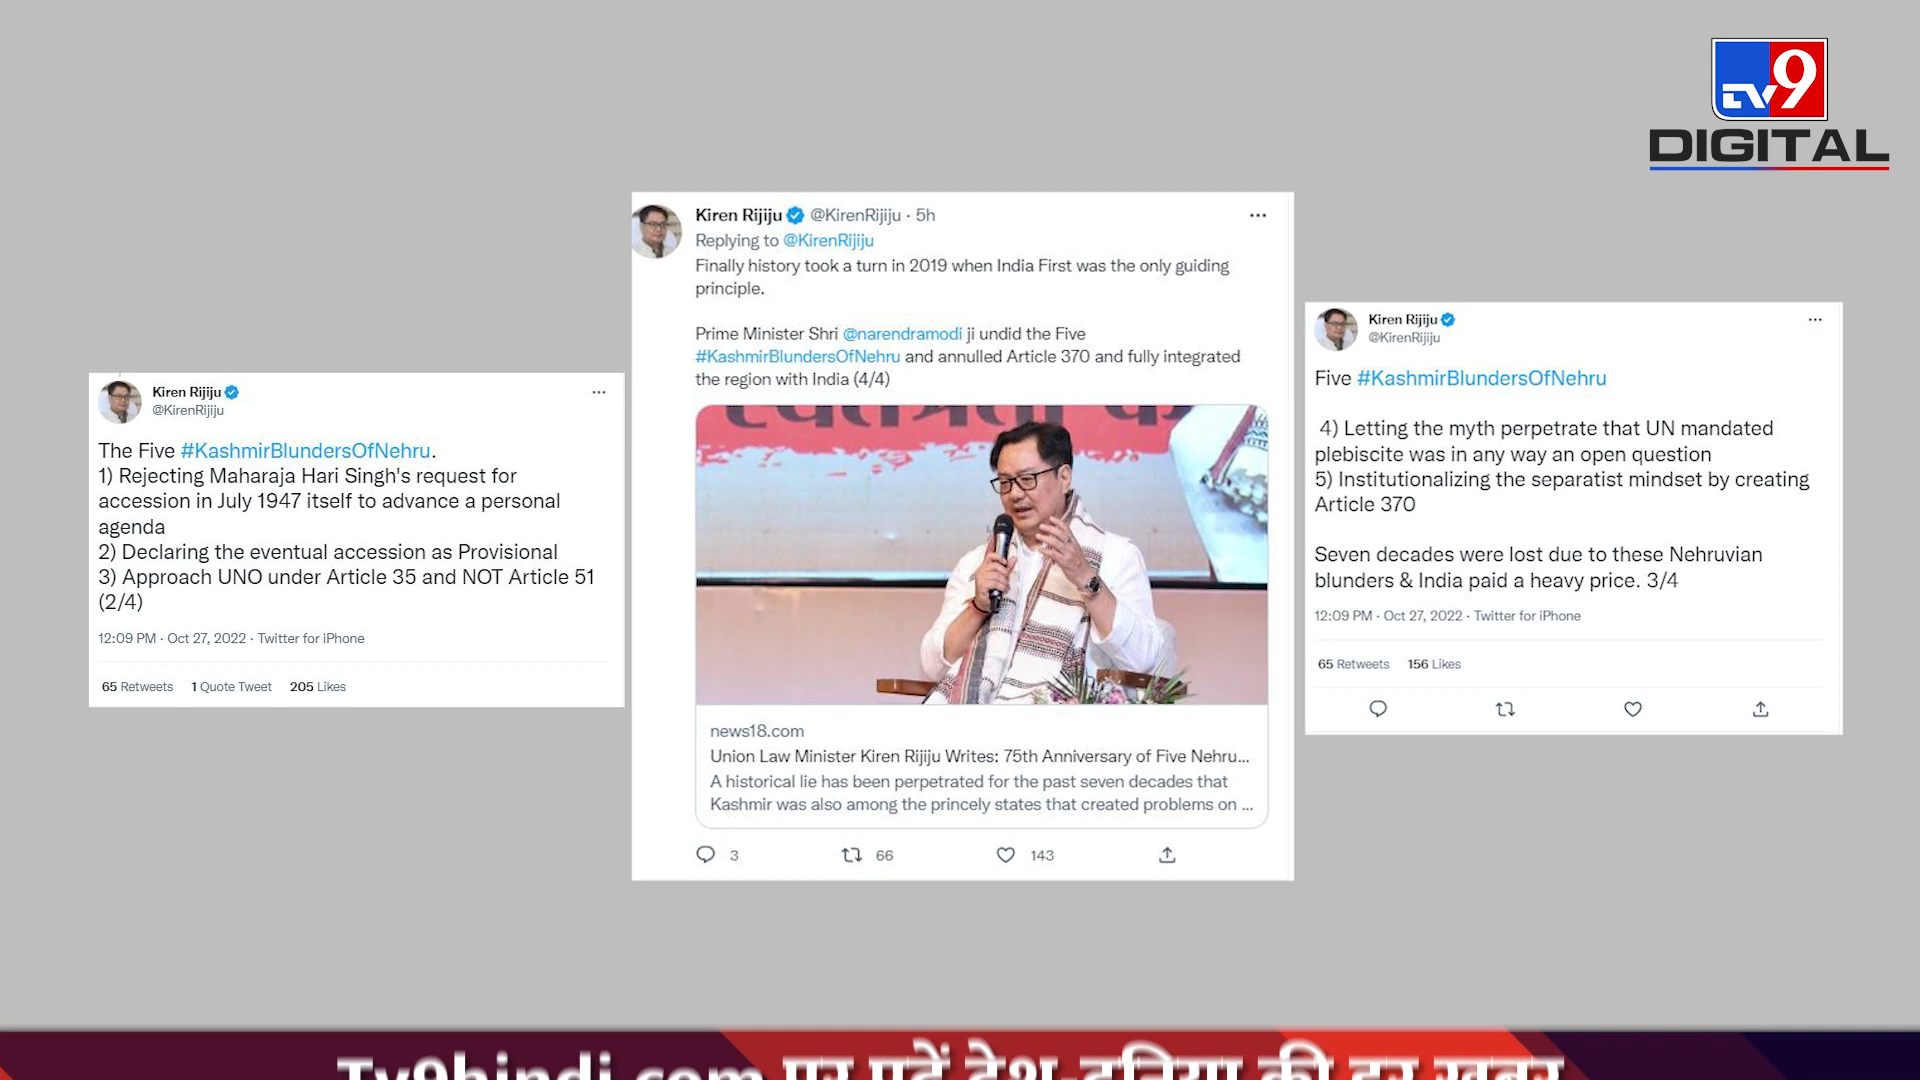 TV9
DIGITAL
Kiren Rijiju @KirenRijiju
The Five #KashmirBlundersOfNehru.
1) Rejecting Maharaja Hari Singh's request for
accession in July 1947 itself to advance a personal
agenda
2) Declaring the eventual accession as Provisional
3) Approach UNO under Article 35 and NOT Article 51
(2/4)
12:09 PM · Oct 27, 2022 · Twitter for iPhone
65 Retweets 1 Quote Tweet 205 Likes
Kiren Rijiju @KirenRijiju · 5h
Replying to @KirenRijiju
Finally history took a turn in 2019 when India First was the only guiding
principle.
Prime Minister Shri @narendramodi ji undid the Five
#KashmirBlundersOfNehru and annulled Article 370 and fully integrated
the region with India (4/4)
news18.com
Union Law Minister Kiren Rijiju Writes: 75th Anniversary of Five Nehru...
A historical lie has been perpetrated for the past seven decades that
Kashmir was also among the princely states that created problems on ...
3 66 143
Kiren Rijiju
@KirenRijiju
Five #KashmirBlundersOfNehru
4) Letting the myth perpetrate that UN mandated
plebiscite was in any way an open question
5) Institutionalizing the separatist mindset by creating
Article 370
Seven decades were lost due to these Nehruvian
blunders & India paid a heavy price. 3/4
12:09 PM · Oct 27, 2022 · Twitter for iPhone
65 Retweets 156 Likes
Tv9hindi.com पर पढ़ें देश-दुनिया की हर खबर